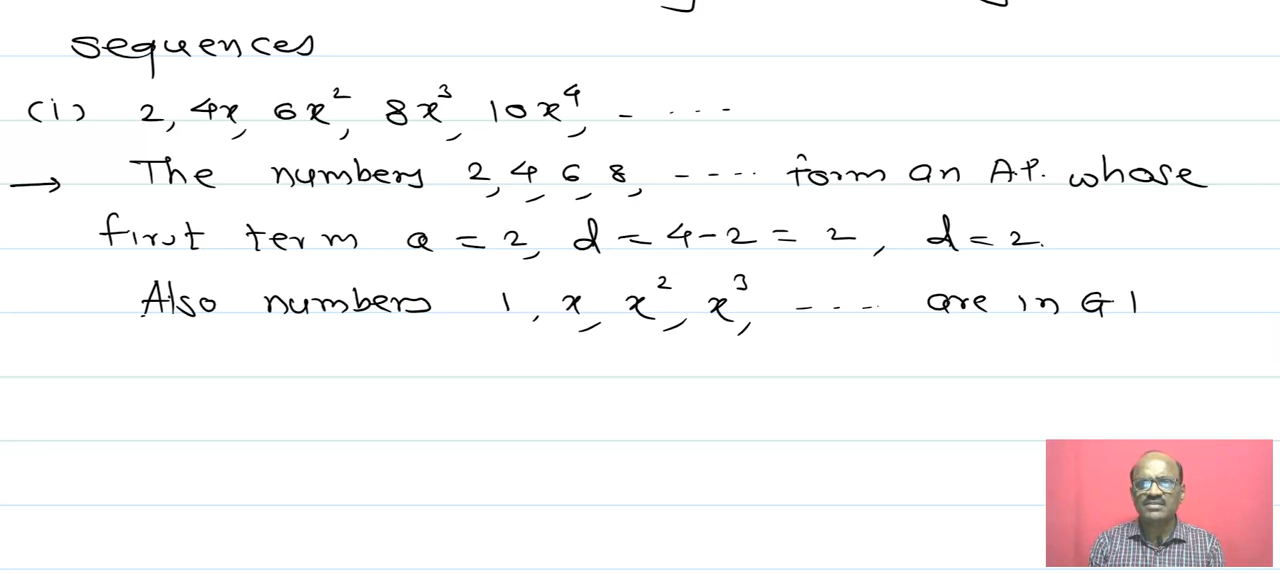 sequences
(i) 2, 4x, 6x², 8x³, 10x⁴, - ....
→ The numbers 2, 4, 6, 8, ---.. form an A.P. whose
first term a = 2, d = 4-2 = 2, d = 2.
Also numbers 1, x, x², x³, ---.. are in G